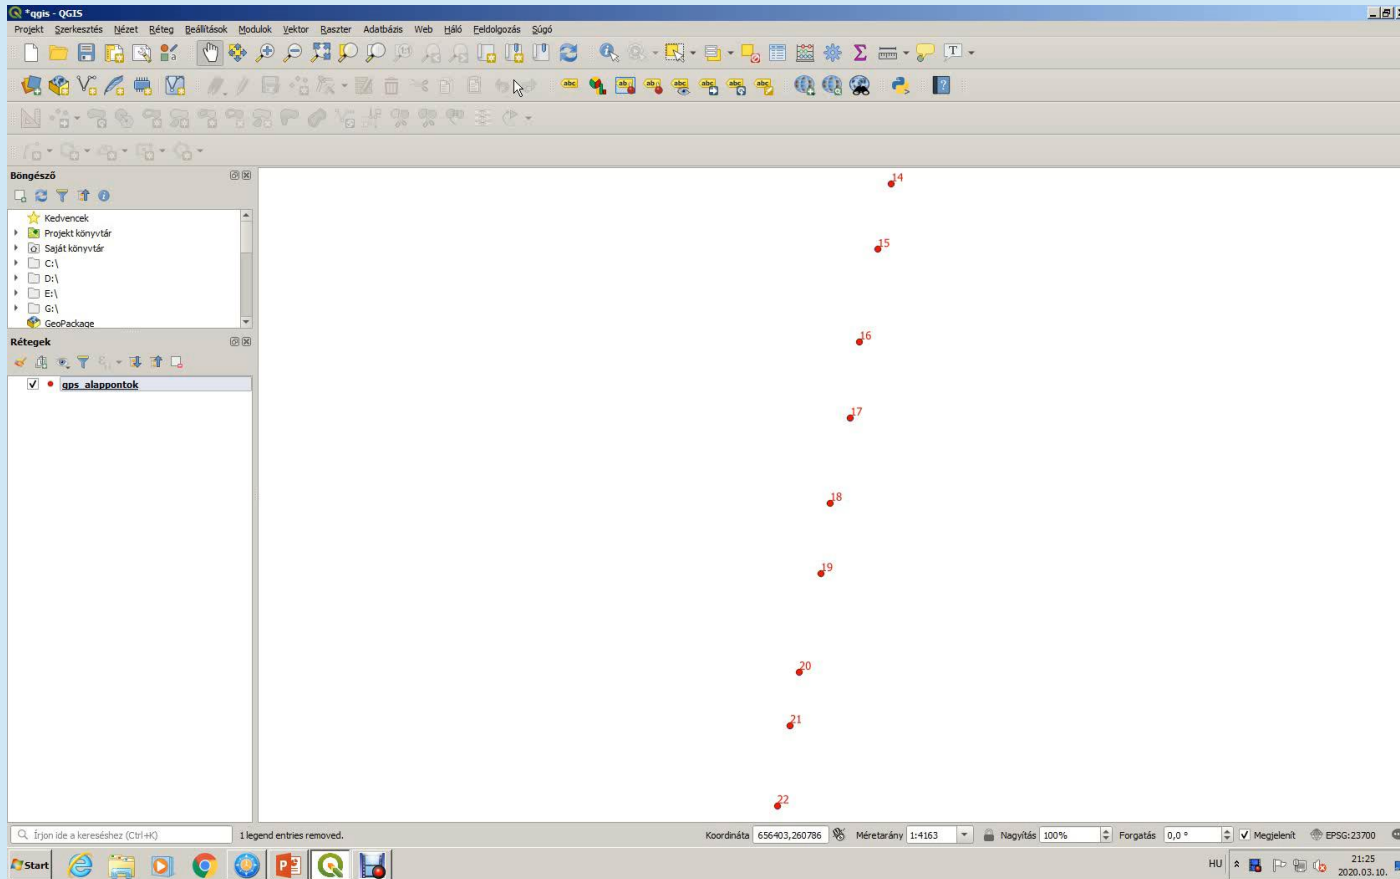 *qgis - QGIS
Projekt Szerkesztés Nézet Réteg Beállítások Modulok Vektor Raszter Adatbázis Web Háló Feldolgozás Súgó
Böngésző
Kedvencek
Projekt könyvtár
Saját könyvtár
C:\
D:\
E:\
G:\
GeoPackage
Rétegek
gps_alappontok
14
15
16
17
18
19
20
21
22
Írjon ide a kereséshez (Ctrl+K) 1 legend entries removed. Koordináta 656403,260786 Méretarány 1:4163 Nagyítás 100% Forgatás 0,0 ° Megjelenít EPSG:23700
Start HU 21:25
2020.03.10.